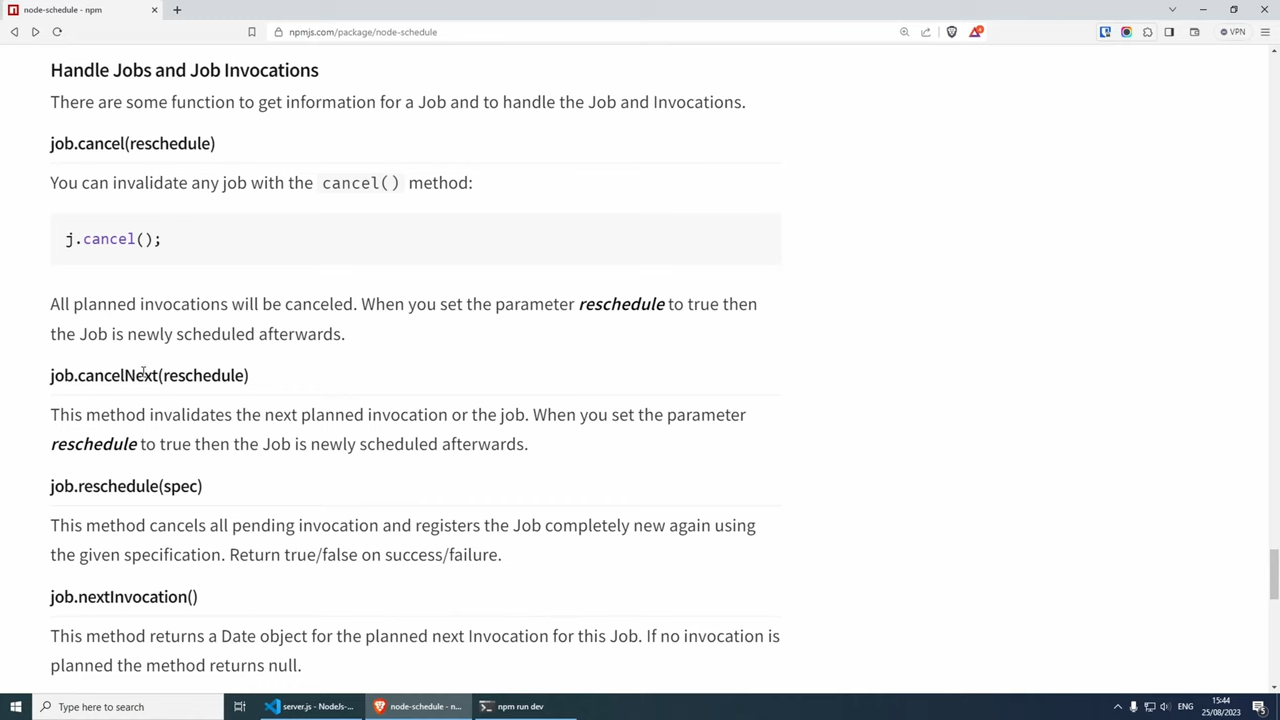 node-schedule - npm
npmjs.com/package/node-schedule
VPN
Handle Jobs and Job Invocations
There are some function to get information for a Job and to handle the Job and Invocations.
job.cancel(reschedule)
You can invalidate any job with the cancel() method:
j.cancel();
All planned invocations will be canceled. When you set the parameter reschedule to true then
the Job is newly scheduled afterwards.
job.cancelNext(reschedule)
This method invalidates the next planned invocation or the job. When you set the parameter
reschedule to true then the Job is newly scheduled afterwards.
job.reschedule(spec)
This method cancels all pending invocation and registers the Job completely new again using
the given specification. Return true/false on success/failure.
job.nextInvocation()
This method returns a Date object for the planned next Invocation for this Job. If no invocation is
planned the method returns null.
Type here to search
server.js - NodeJs-...
node-schedule - n...
npm run dev
ENG
15:44
25/08/2023